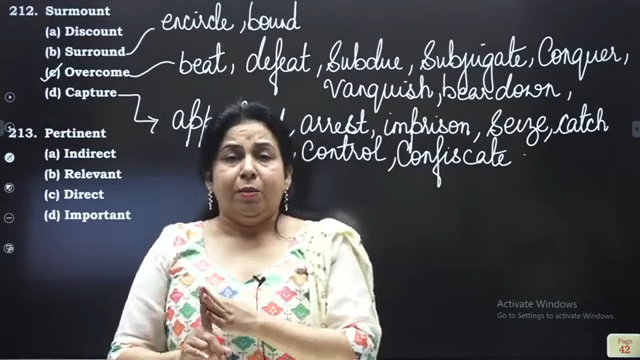 212. Surmount
(a) Discount
(b) Surround
encircle, bound
(c) Overcome
beat, defeat, Subdue, Subjugate, Conquer,
Vanquish, bear down,
(d) Capture
arrest, imprison, Seize, catch
, Control, Confiscate
213. Pertinent
(a) Indirect
(b) Relevant
(c) Direct
(d) Important
Activate Windows
Go to Settings to activate Windows.
Page
42